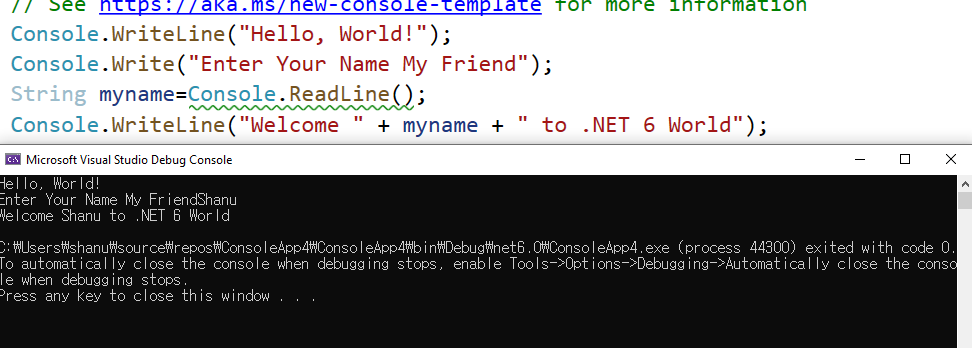 // See https://aka.ms/new-console-template for more information
Console.WriteLine("Hello, World!");
Console.Write("Enter Your Name My Friend");
String myname=Console.ReadLine();
Console.WriteLine("Welcome " + myname + " to .NET 6 World");
Microsoft Visual Studio Debug Console
Hello, World!
Enter Your Name My FriendShanu
Welcome Shanu to .NET 6 World
C:₩Users₩shanu₩source₩repos₩ConsoleApp4₩ConsoleApp4₩bin₩Debug₩net6.0₩ConsoleApp4.exe (process 44300) exited with code 0.
To automatically close the console when debugging stops, enable Tools->Options->Debugging->Automatically close the conso
le when debugging stops.
Press any key to close this window . . .